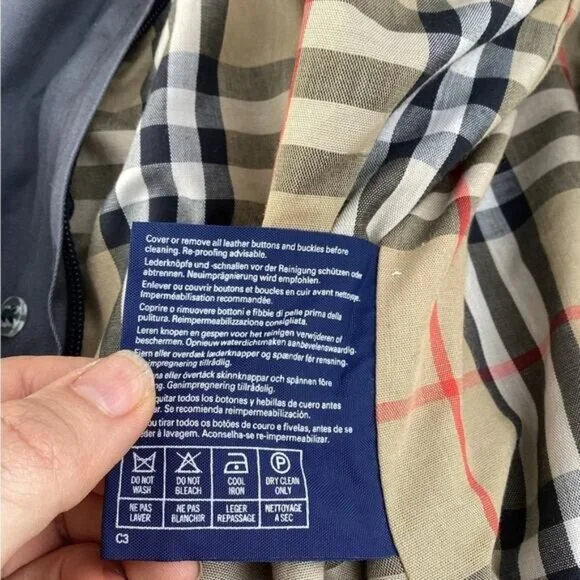 Cover or remove all leather buttons and buckles before
cleaning. Re-proofing advisable.
Lederknöpfe und -schnallen vor der Reinigung schützen oder
abtrennen. Neuimprägnierung wird empfohlen.
Enlever ou couvrir boutons et boucles en cuir avant nettoyage.
Imperméabilisation recommandée.
Coprire o rimuovere bottoni e fibbie di pelle prima della
pulitura. Reimpermeabilizzazione consigliata.
Leren knopen en gespen voor het reinigen verwijderen of
beschermen. Opnieuw waterdichtmaken aanbevelenswaardig.
Fjern eller overdæk læderknapper og spænder før rensning.
Genimprægnering tilrådelig.
eller övertäck skinnknappar och spännen före
Genimpregnering tillrådlig.
quitar todos los botones y hebillas de cuero antes
Se recomienda reimpermeabilización.
ou tirar todos os botões de couro e fivelas, antes de se
der à lavagem. Aconselha-se re-impermeabilizar.
P
DO NOT WASH
DO NOT BLEACH
COOL IRON
DRY CLEAN ONLY
NE PAS LAVER
NE PAS BLANCHIR
LEGER REPASSAGE
NETTOYAGE A SEC
C3